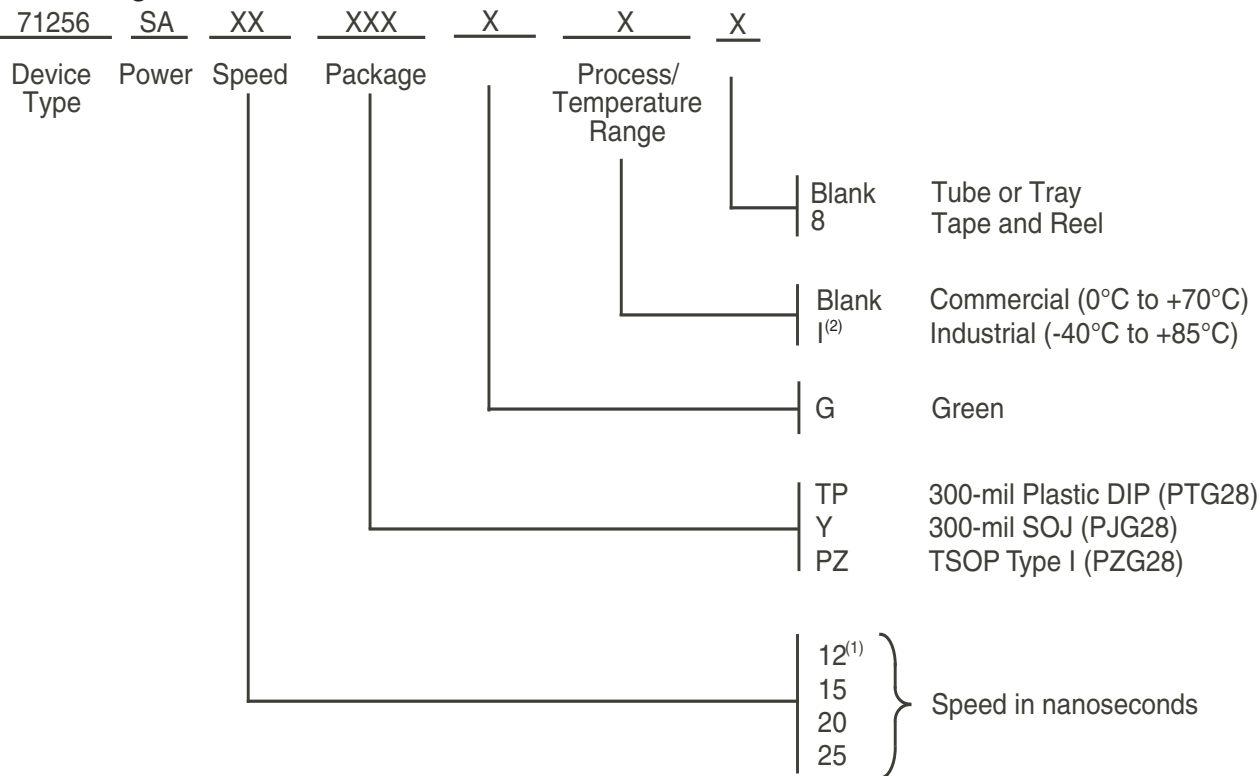 71256 SA XX XXX X X X
Device Type Power Speed Package Process/ Temperature Range
Blank Tube or Tray
8 Tape and Reel
Blank Commercial (0°C to +70°C)
I(2) Industrial (-40°C to +85°C)
G Green
TP 300-mil Plastic DIP (PTG28)
Y 300-mil SOJ (PJG28)
PZ TSOP Type I (PZG28)
12(1)
15
20
25
Speed in nanoseconds